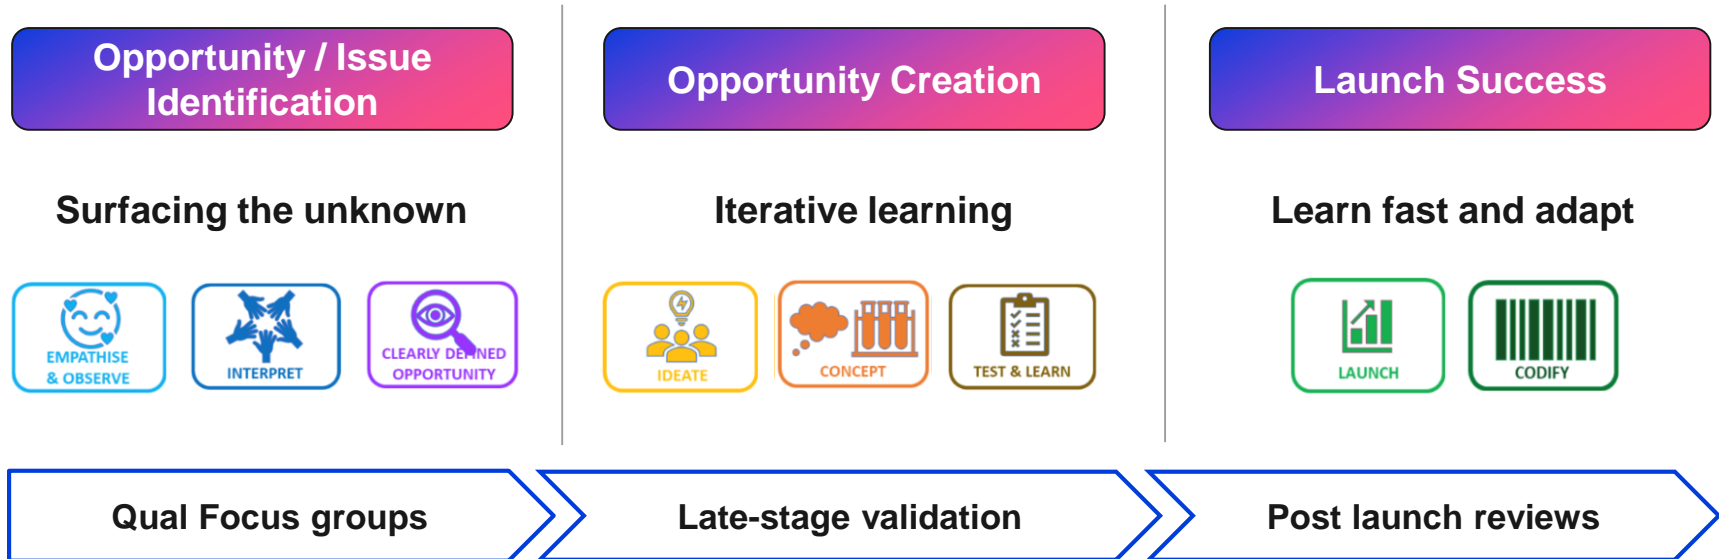 Opportunity / Issue
Identification
Opportunity Creation
Launch Success
Surfacing the unknown
Iterative learning
Learn fast and adapt
EMPATHISE
& OBSERVE
INTERPRET
CLEARLY DEFINED
OPPORTUNITY
IDEATE
CONCEPT
TEST & LEARN
LAUNCH
CODIFY
Qual Focus groups
Late-stage validation
Post launch reviews